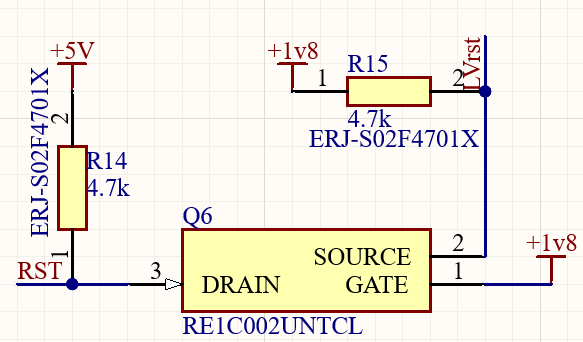 +5V
ERJ-S02F4701X
2
R14
4.7k
1
RST
+1v8
1
R15
2
LVrst
4.7k
ERJ-S02F4701X
Q6
3
DRAIN
SOURCE
GATE
2
1
+1v8
RE1C002UNTCL